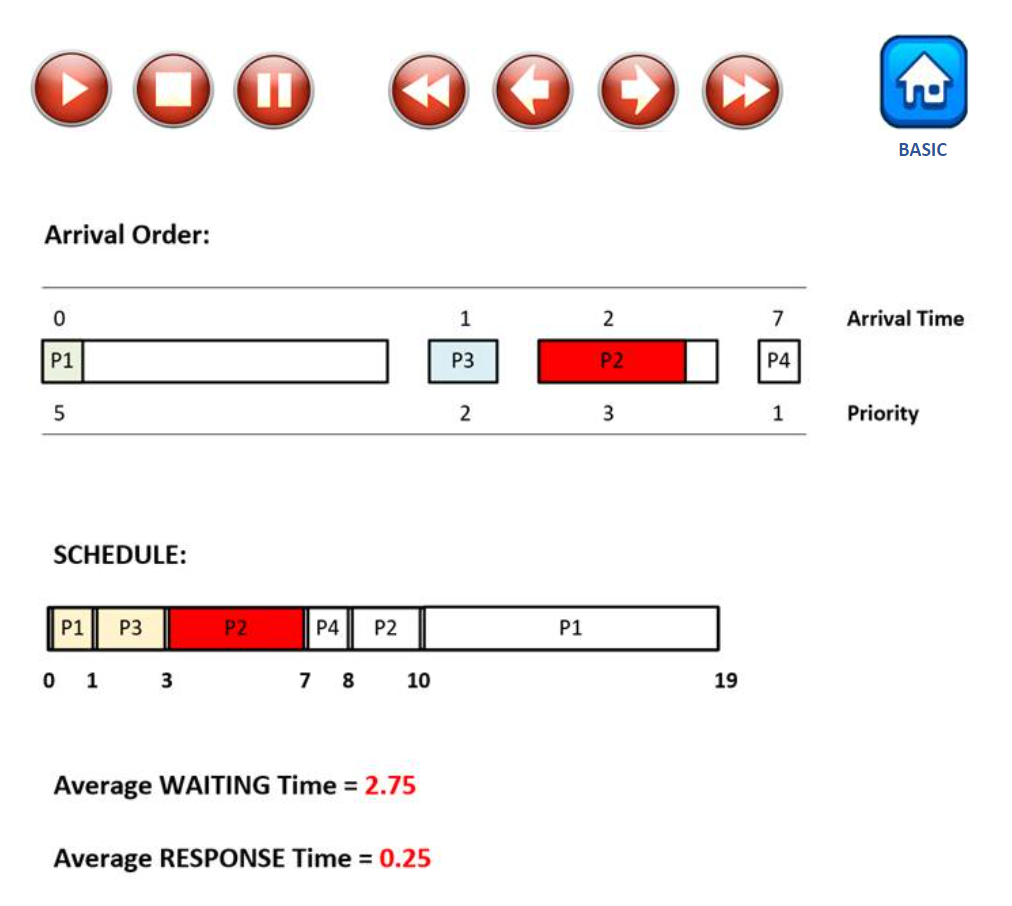 BASIC
Arrival Order:
0 1 2 7 Arrival Time
P1 P3 P2 P4
5 2 3 1 Priority
SCHEDULE:
P1 P3 P2 P4 P2 P1
0 1 3 7 8 10 19
Average WAITING Time = 2.75
Average RESPONSE Time = 0.25